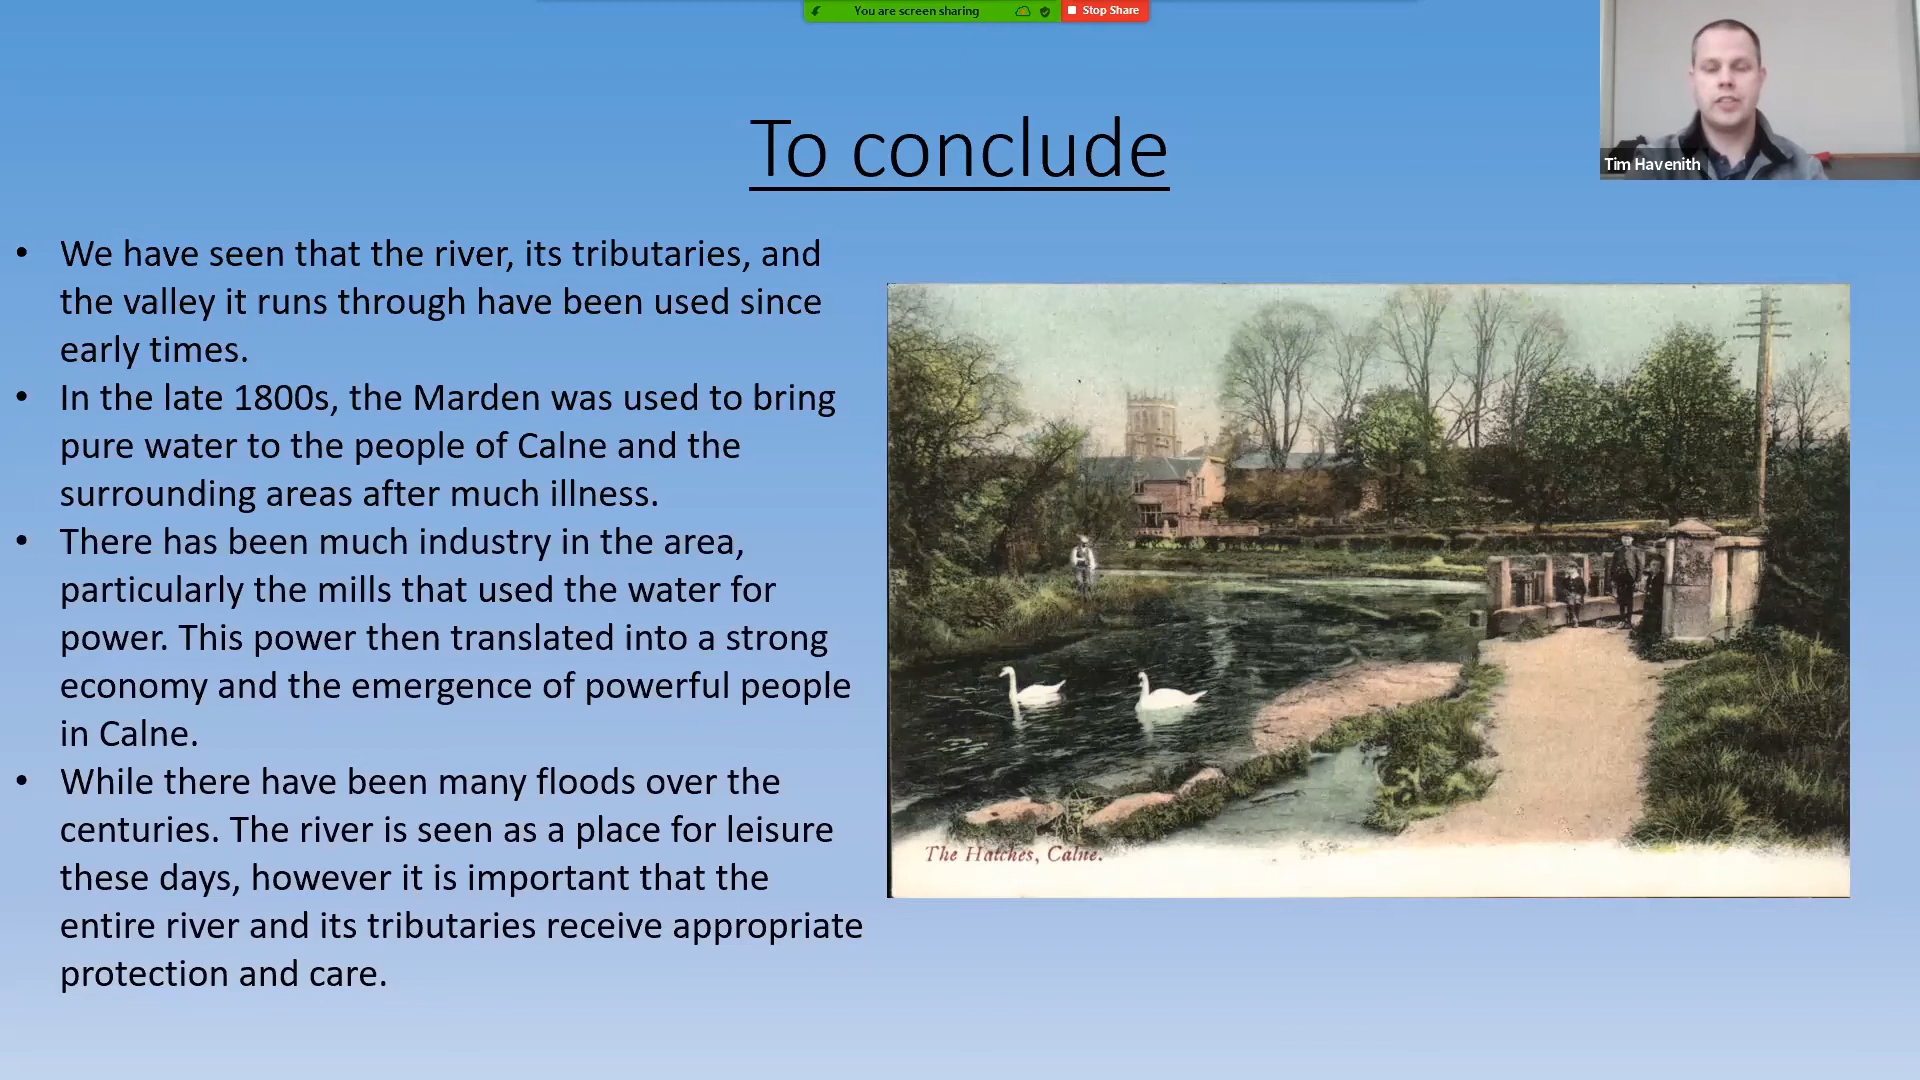 You are screen sharing
Stop Share
Tim Havenith
To conclude
• We have seen that the river, its tributaries, and
the valley it runs through have been used since
early times.
• In the late 1800s, the Marden was used to bring
pure water to the people of Calne and the
surrounding areas after much illness.
• There has been much industry in the area,
particularly the mills that used the water for
power. This power then translated into a strong
economy and the emergence of powerful people
in Calne.
• While there have been many floods over the
centuries. The river is seen as a place for leisure
these days, however it is important that the
entire river and its tributaries receive appropriate
protection and care.
The Hatches, Calne.